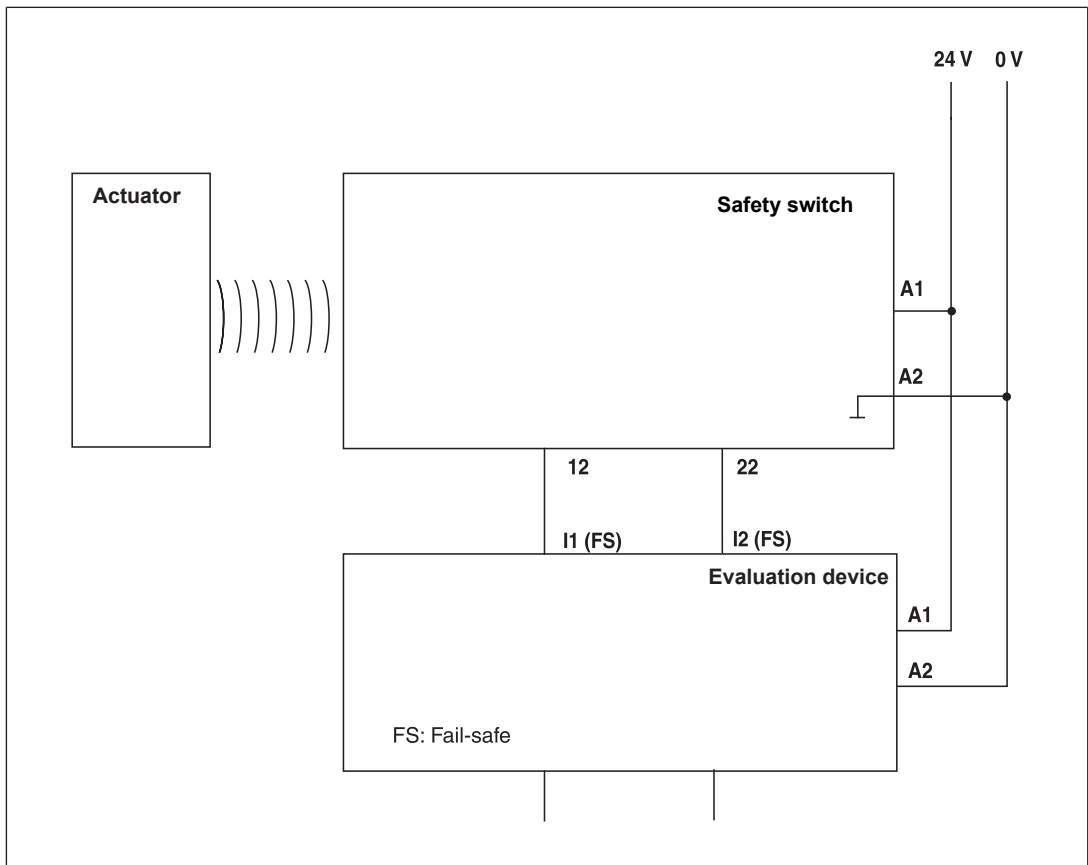 24 V 0 V
Actuator
Safety switch
A1
A2
12 22
I1 (FS) I2 (FS)
Evaluation device
A1
A2
FS: Fail-safe